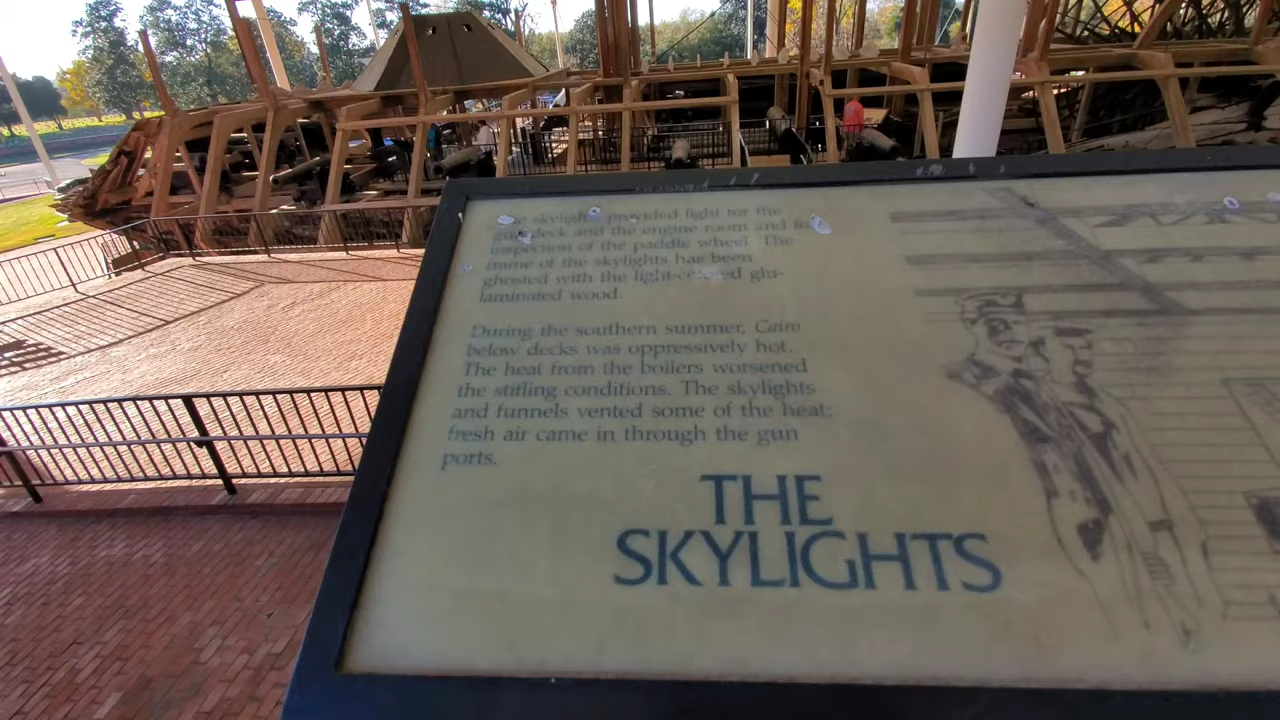 skylights provided light for the
gun deck and the engine room and
inspection of the paddle wheel. The
frame of the skylights has been
ghosted with the light-colored glu-
laminated wood.
During the southern summer, Cairo
below decks was oppressively hot.
The heat from the boilers worsened
the stifling conditions. The skylights
and funnels vented some of the heat;
fresh air came in through the gun
ports.
THE
SKYLIGHTS